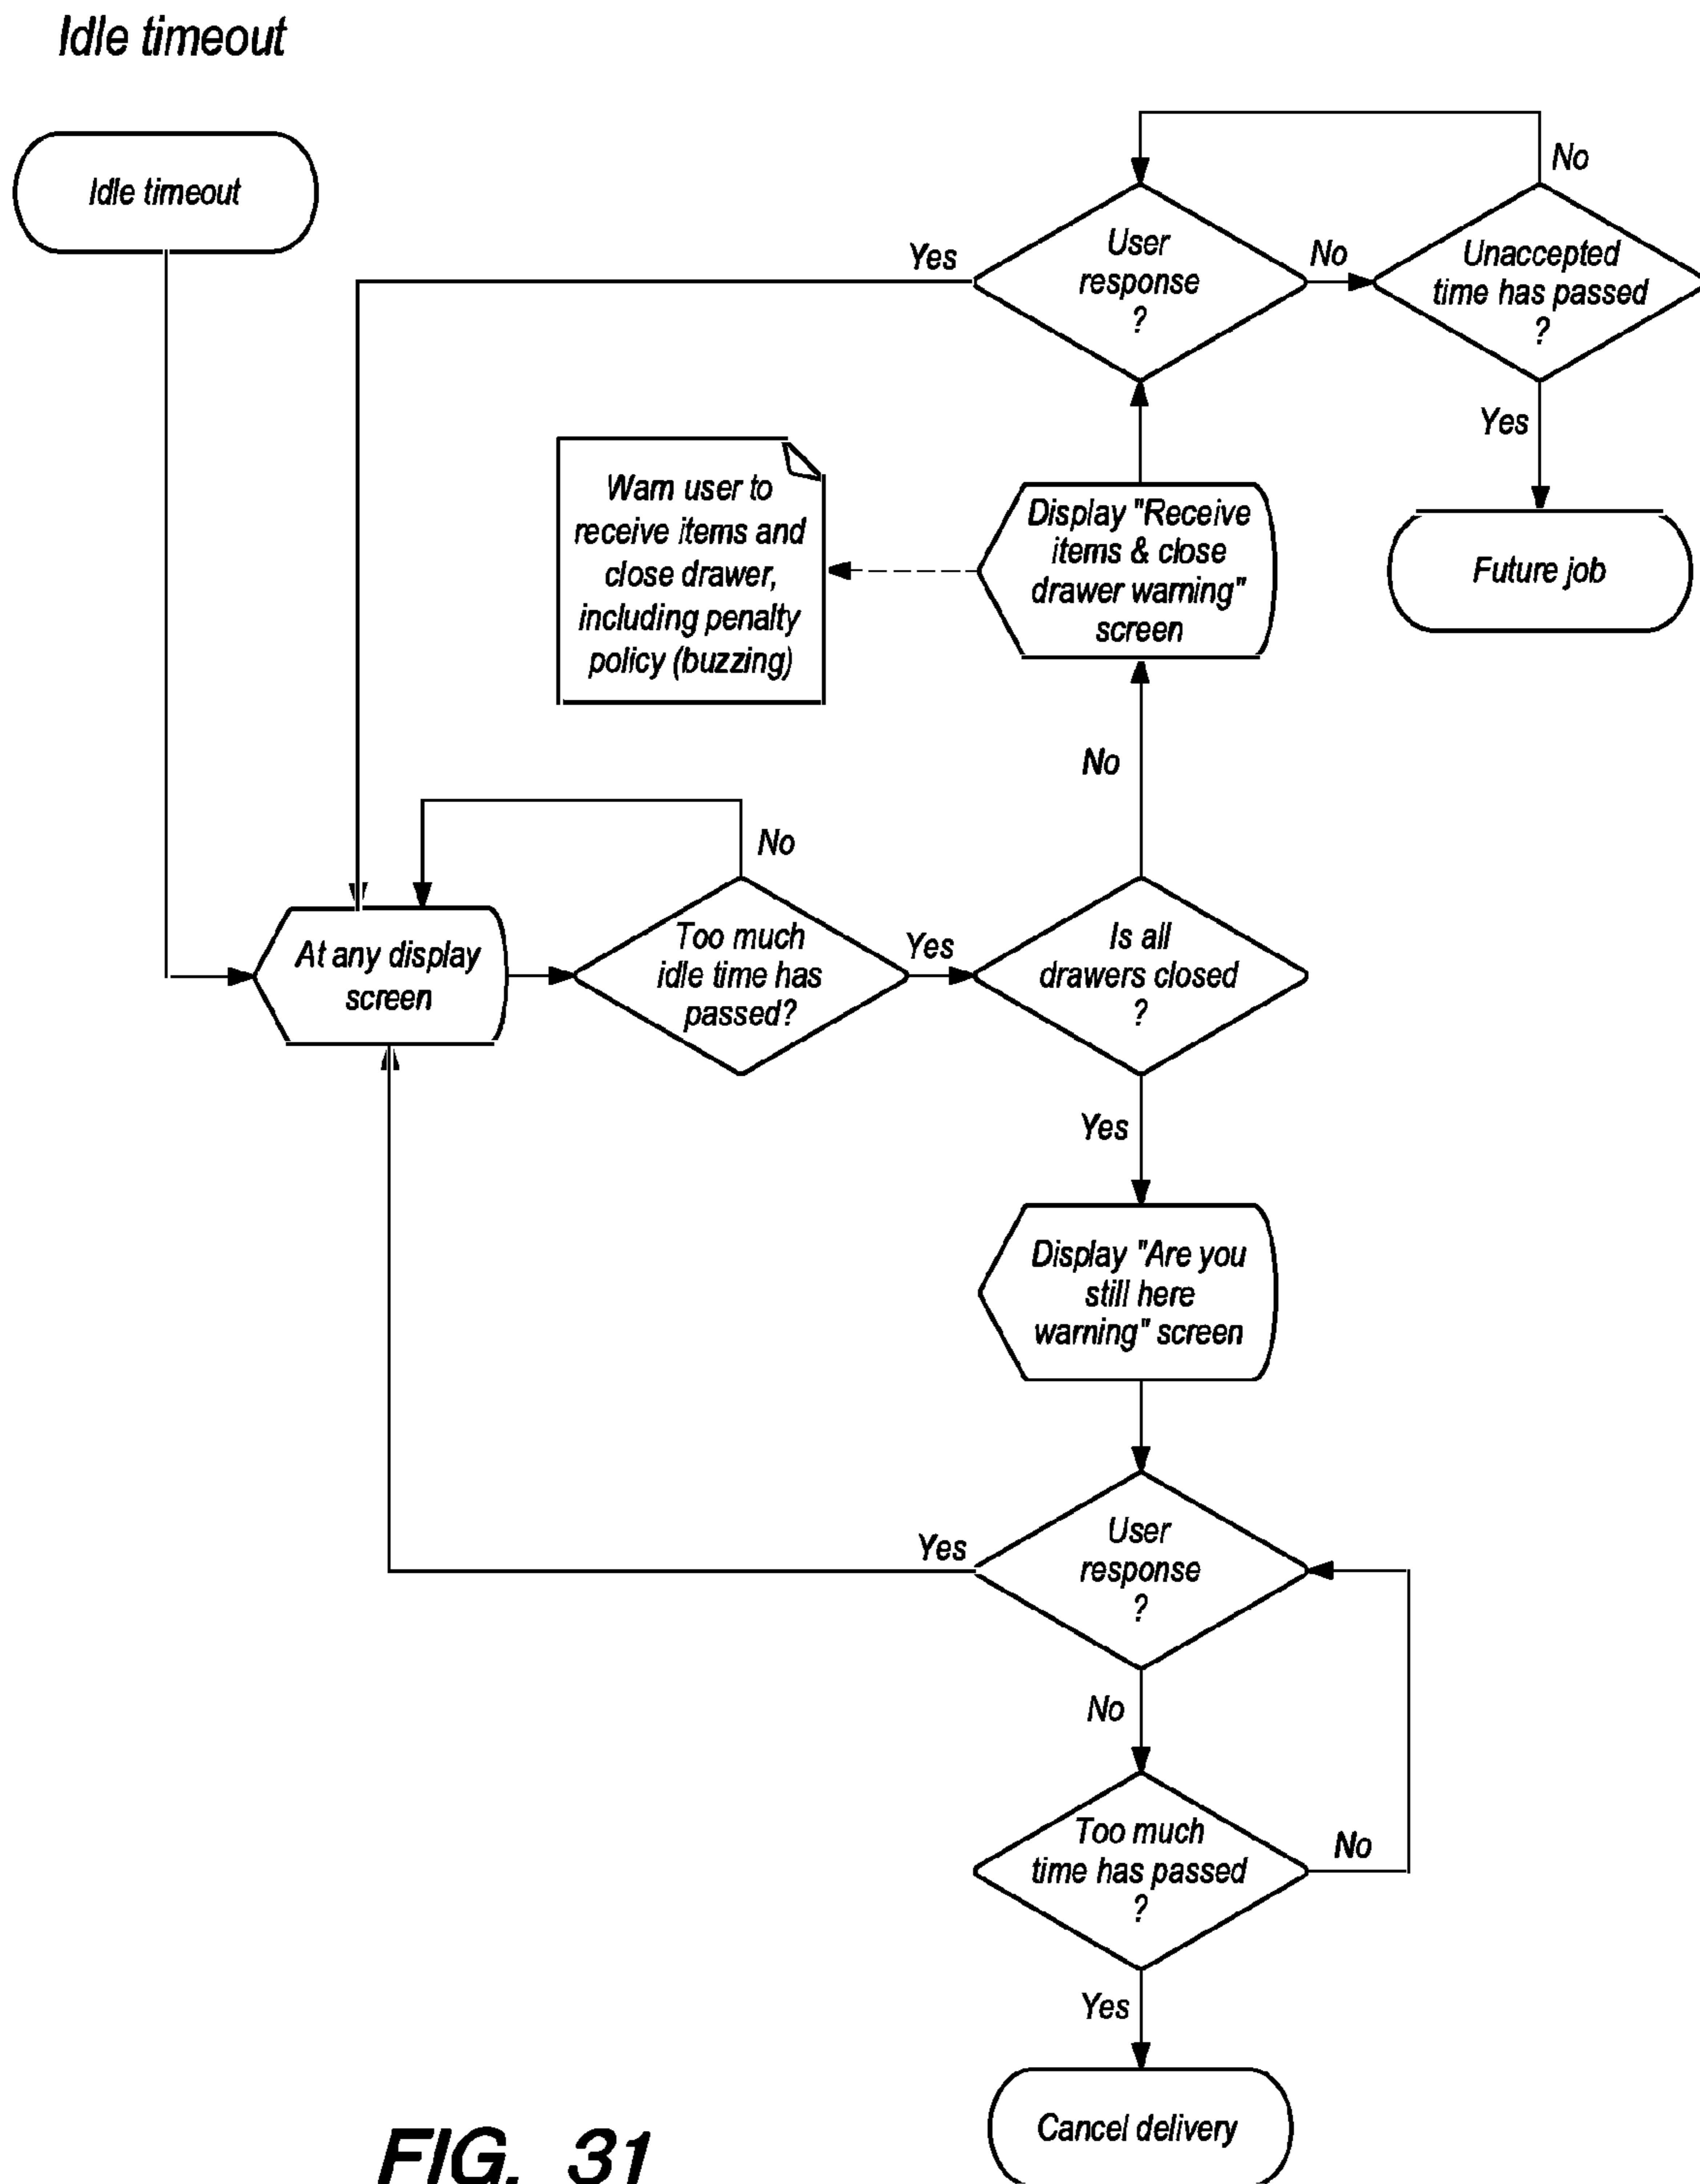 Idle timeout
Idle timeout
No
User
response
?
Yes
No
Unaccepted
time has passed
?
Yes
Future job
Warn user to
receive items and
close drawer,
including penalty
policy (buzzing)
Display "Receive
items & close
drawer warning"
screen
No
No
At any display
screen
Too much
idle time has
passed?
Yes
Is all
drawers closed
?
Yes
Display "Are you
still here
warning" screen
Yes
User
response
?
No
Too much
time has passed
?
No
Yes
Cancel delivery
FIG. 31